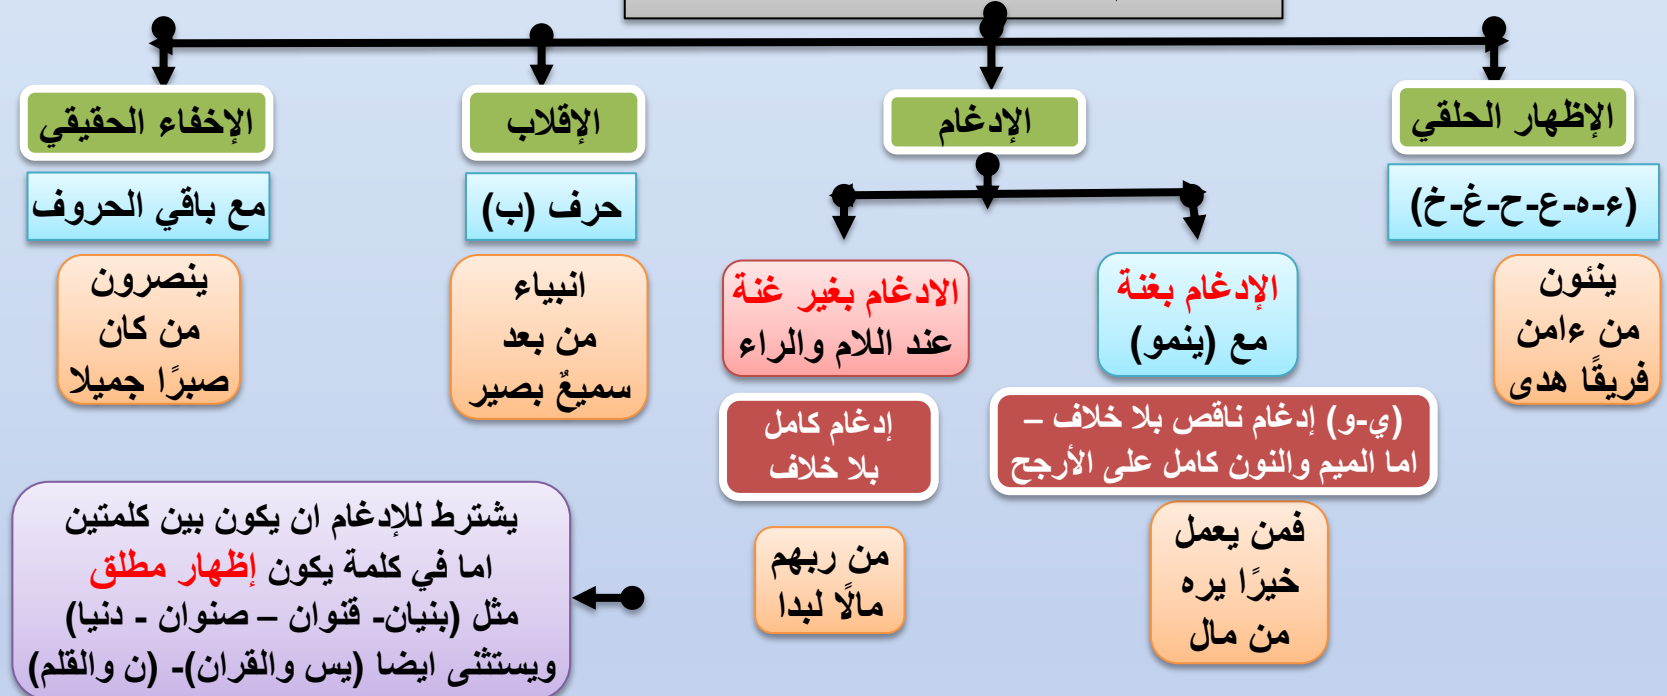 الإظهار الحلقي
(ء-ه-ع-ح-غ-خ)
ينئون
من ءامن
فريقًا هدى
الإدغام
الإدغام بغنة
مع (ينمو)
(ي-و) إدغام ناقص بلا خلاف –
اما الميم والنون كامل على الأرجح
فمن يعمل
خيرًا يره
من مال
الادغام بغير غنة
عند اللام والراء
إدغام كامل
بلا خلاف
من ربهم
مالًا لبدا
الإقلاب
حرف (ب)
انبياء
من بعد
سميعٌ بصير
الإخفاء الحقيقي
مع باقي الحروف
ينصرون
من كان
صبرًا جميلا
يشترط للإدغام ان يكون بين كلمتين
اما في كلمة يكون إظهار مطلق
مثل (بنيان- قنوان – صنوان - دنيا)
ويستثنى ايضا (يس والقران)- (ن والقلم)